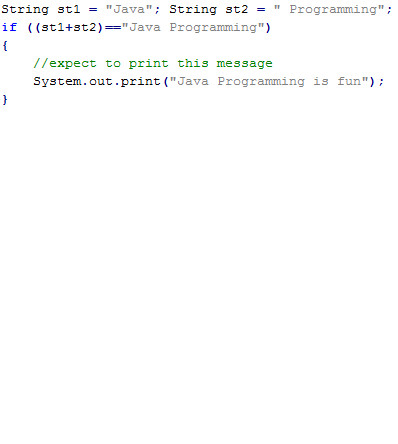 String st1 = "Java"; String st2 = " Programming";
if ((st1+st2)=="Java Programming")
{
    //expect to print this message
    System.out.print("Java Programming is fun");
}